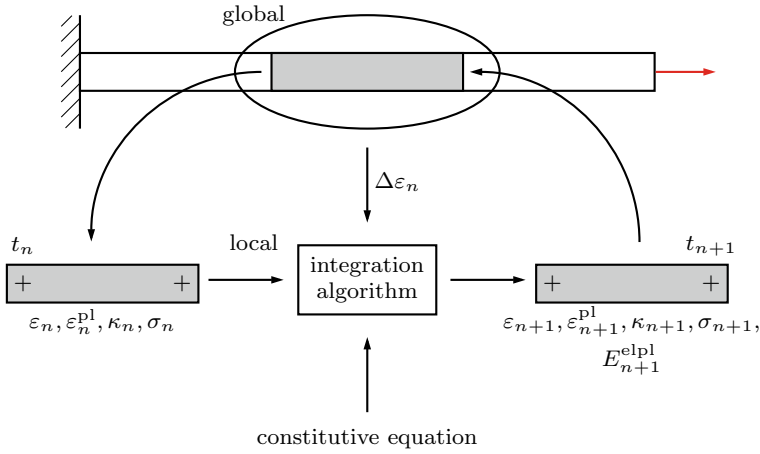 global
Δε_n
t_n
local
t_{n+1}
+ +
integration
algorithm
+ +
ε_n, ε_n^{pl}, κ_n, σ_n
ε_{n+1}, ε_{n+1}^{pl}, κ_{n+1}, σ_{n+1},
E_{n+1}^{elpl}
constitutive equation